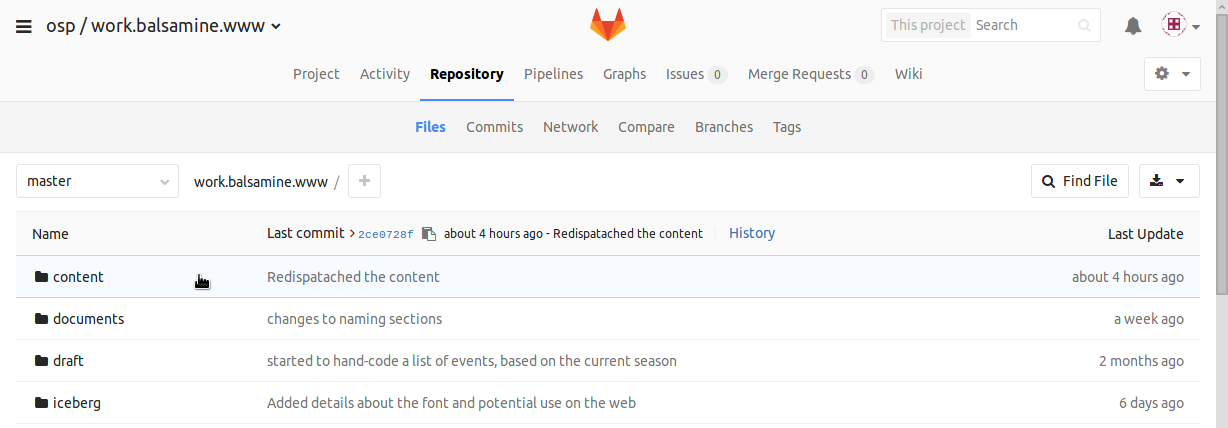 osp / work.balsamine.www
This project Search
Project Activity Repository Pipelines Graphs Issues 0 Merge Requests 0 Wiki
Files Commits Network Compare Branches Tags
master work.balsamine.www / + Find File
Name Last commit > 2ce0728f about 4 hours ago - Redispatached the content History Last Update
content Redispatached the content about 4 hours ago
documents changes to naming sections a week ago
draft started to hand-code a list of events, based on the current season 2 months ago
iceberg Added details about the font and potential use on the web 6 days ago